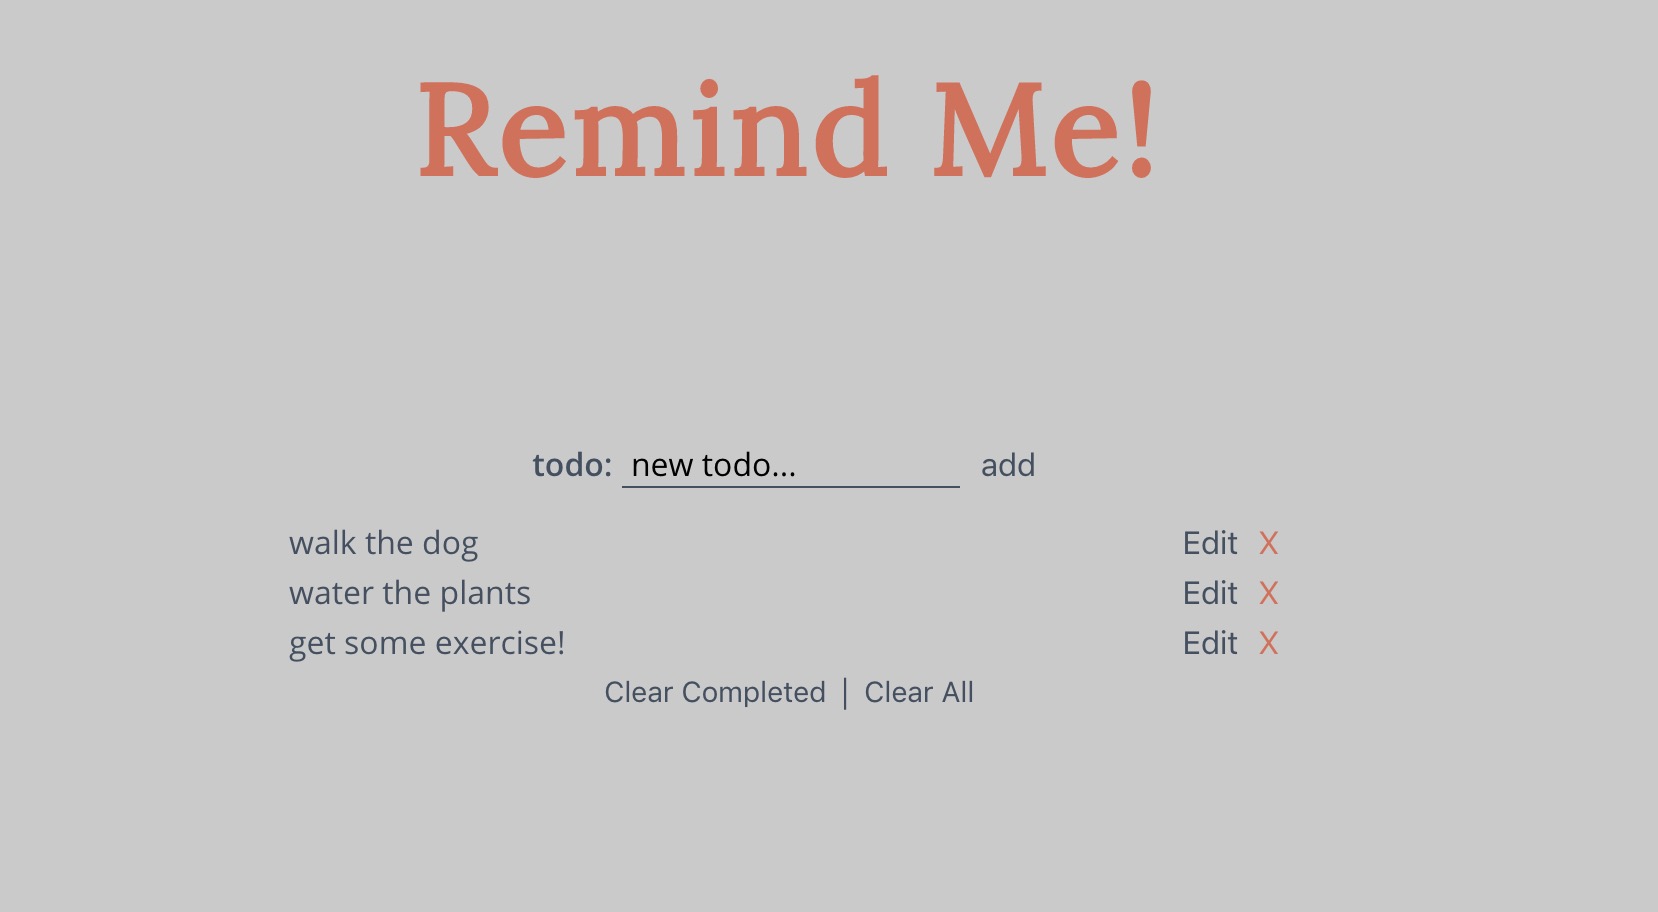 Remind Me!
todo: new todo... add
walk the dog Edit X
water the plants Edit X
get some exercise! Edit X
Clear Completed | Clear All